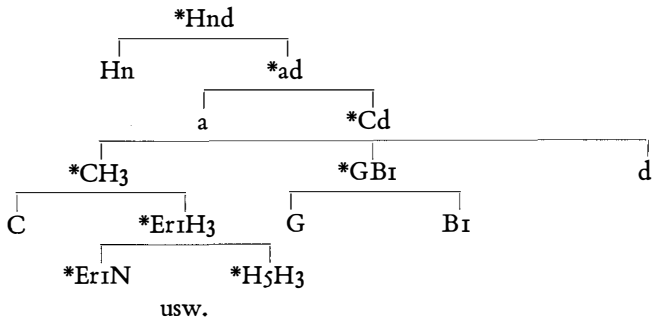 *Hnd
Hn *ad
a *Cd
*CH3 *GB1 d
C *Er1H3 G B1
*Er1N *H5H3
usw.